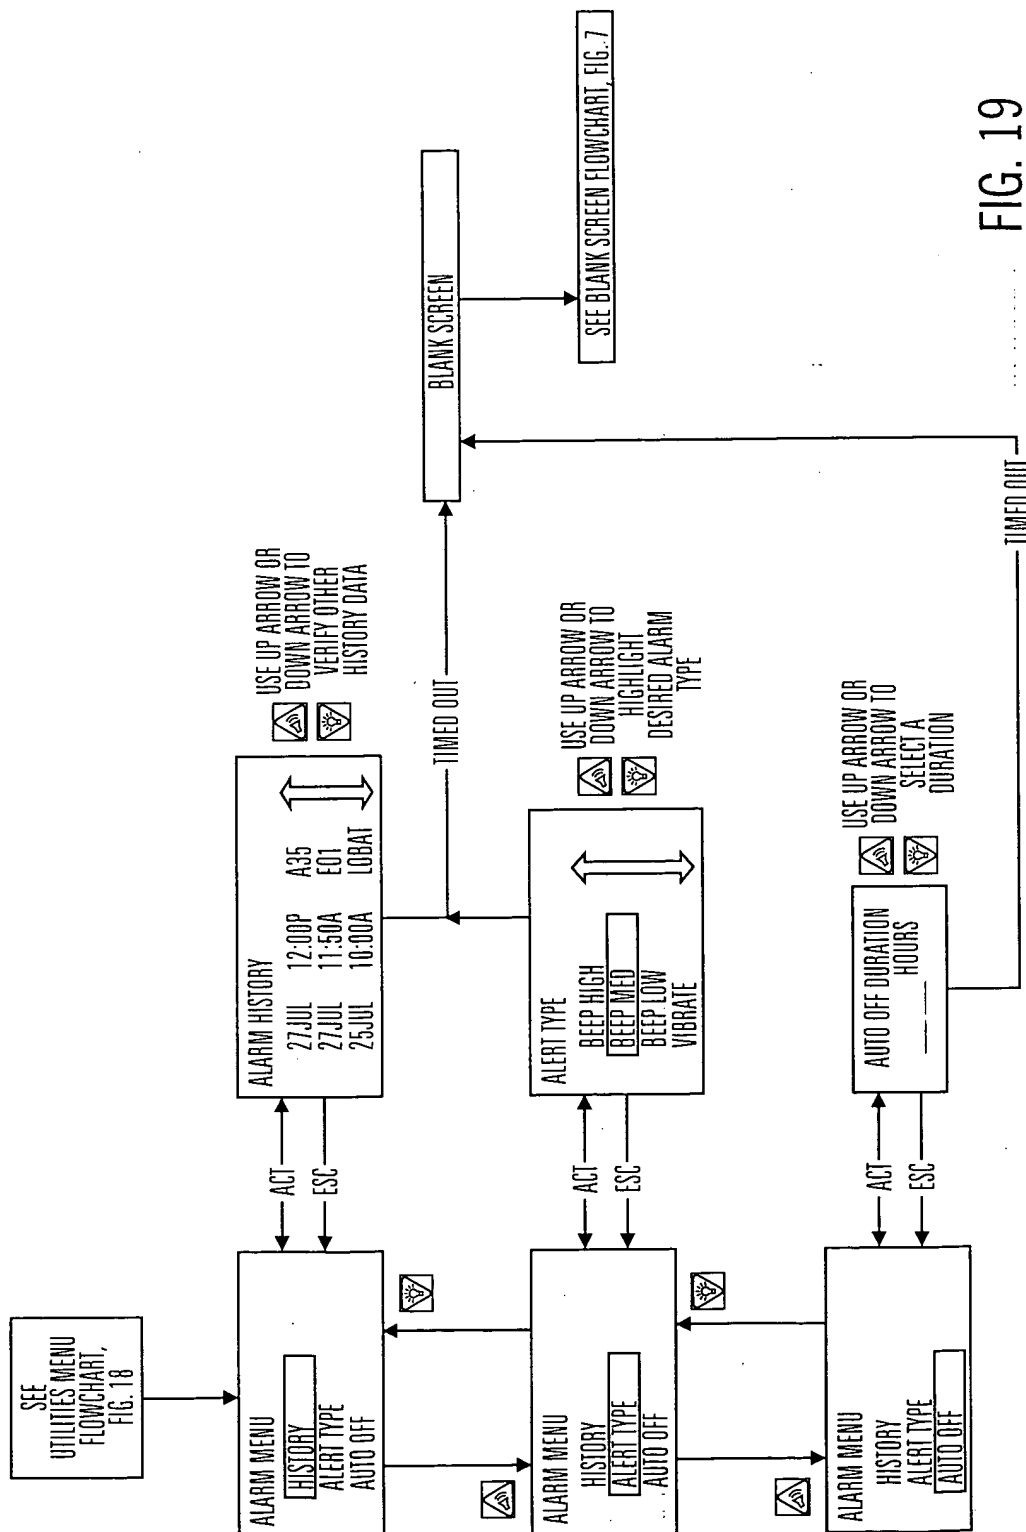 SEE
UTILITIES MENU
FLOWCHART,
FIG. 18
ALARM MENU
HISTORY
ALERT TYPE
AUTO OFF
ACT
ESC
ALARM HISTORY
27JUL 12:00P A35
27JUL 11:50A E01
25JUL 10:00A LOBAT
USE UP ARROW OR
DOWN ARROW TO
VERIFY OTHER
HISTORY DATA
TIMED OUT
BLANK SCREEN
SEE BLANK SCREEN FLOWCHART, FIG. 7
ALARM MENU
HISTORY
ALERT TYPE
AUTO OFF
ACT
ESC
ALERT TYPE
BEEP HIGH
BEEP MED
BEEP LOW
VIBRATE
USE UP ARROW OR
DOWN ARROW TO
HIGHLIGHT
DESIRED ALARM
TYPE
ALARM MENU
HISTORY
ALERT TYPE
AUTO OFF
ACT
ESC
AUTO OFF DURATION
HOURS
USE UP ARROW OR
DOWN ARROW TO
SELECT A
DURATION
TIMED OUT
FIG. 19